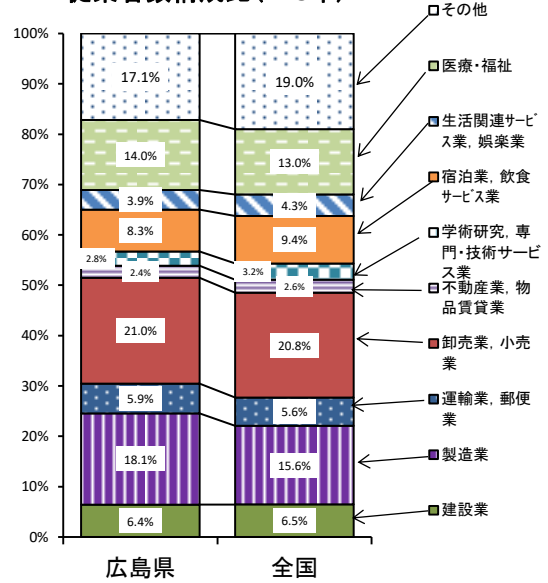 その他
100%
90%
80%
70%
60%
50%
40%
30%
20%
10%
0%
17.1%
14.0%
3.9%
8.3%
2.8%
2.4%
21.0%
5.9%
18.1%
6.4%
19.0%
13.0%
4.3%
9.4%
3.2%
2.6%
20.8%
5.6%
15.6%
6.5%
医療・福祉
生活関連サービ
ス業, 娯楽業
宿泊業, 飲食
サービス業
学術研究, 専
門・技術サービ
ス業
不動産業, 物
品賃貸業
卸売業, 小売
業
運輸業, 郵便
業
製造業
建設業
広島県
全国